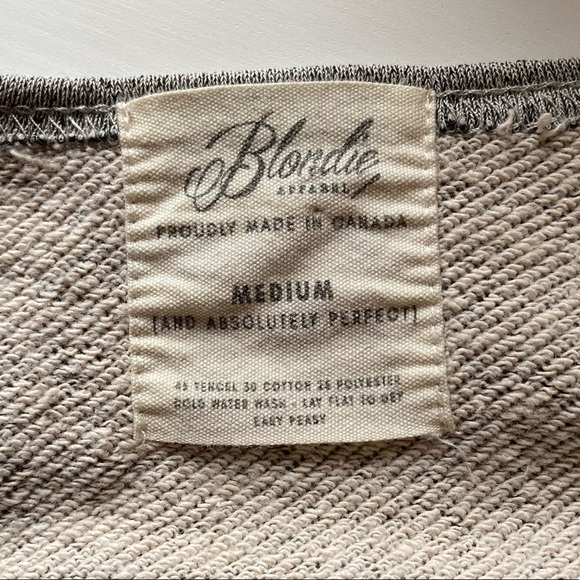 Blondie
APPAREL
PROUDLY MADE IN CANADA
MEDIUM
[AND ABSOLUTELY PERFECT]
45 TENCEL 30 COTTON 25 POLYESTER
COLD WATER WASH - LAY FLAT TO DRY
EASY PEASY